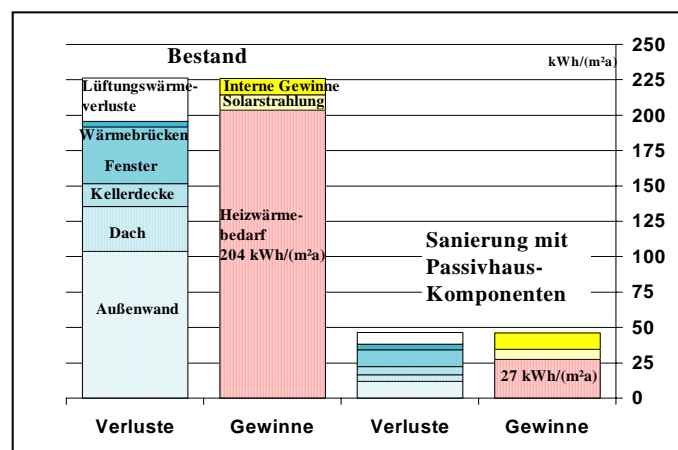 Bestand
kWh/(m²a)
250
225
200
175
150
125
100
75
50
25
0
Lüftungswärme-
verluste
Wärmebrücken
Fenster
Kellerdecke
Dach
Außenwand
Interne Gewinne
Solarstrahlung
Heizwärme-
bedarf
204 kWh/(m²a)
Sanierung mit
Passivhaus-
Komponenten
27 kWh/(m²a)
Verluste
Gewinne
Verluste
Gewinne